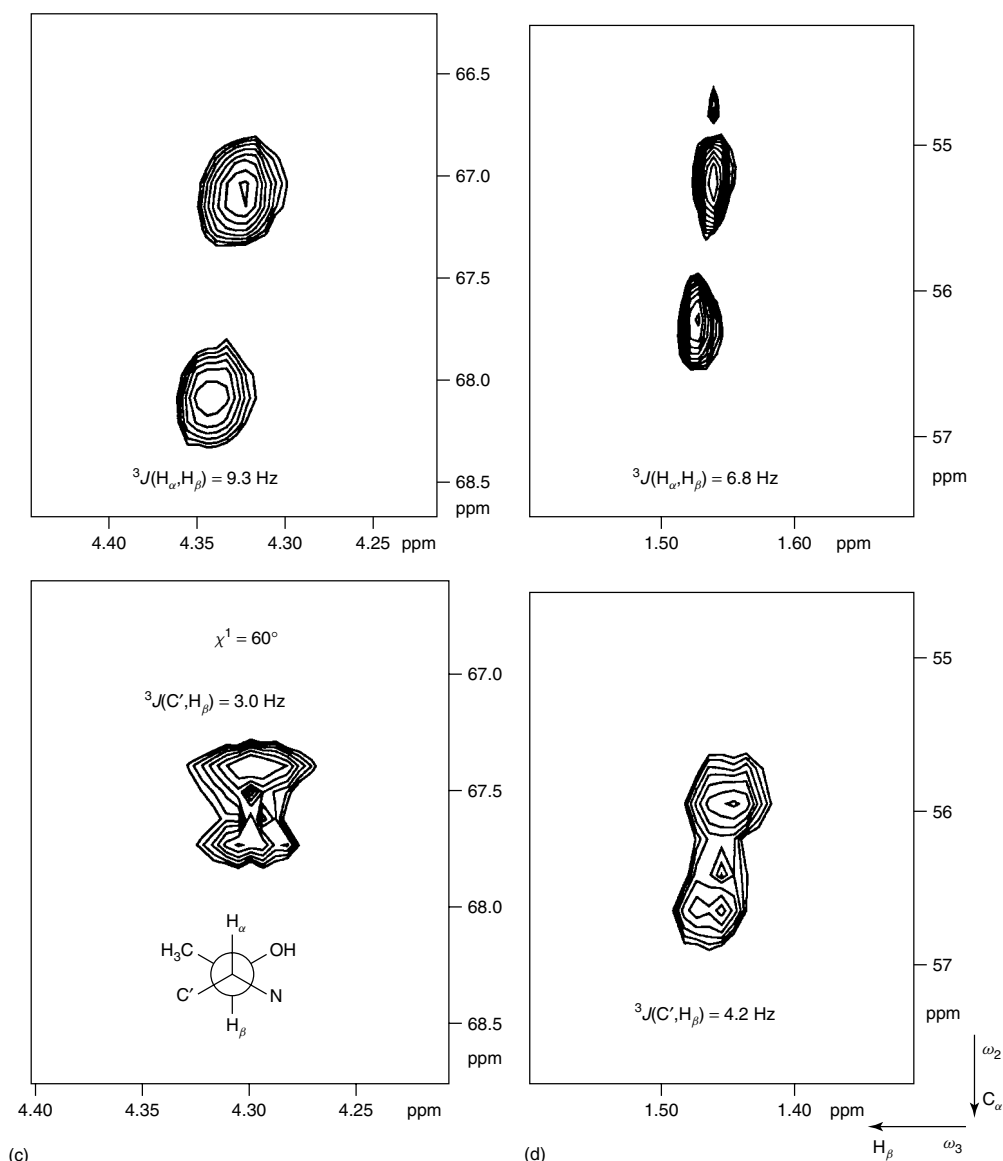 66.5
67.0
67.5
68.0
68.5
ppm
³J(Hα,Hβ) = 9.3 Hz
4.40 4.35 4.30 4.25 ppm
55
56
57
ppm
³J(Hα,Hβ) = 6.8 Hz
1.50 1.60 ppm
χ¹ = 60°
³J(C′,Hβ) = 3.0 Hz
67.0
67.5
68.0
68.5
ppm
Hα
H₃C OH
C′ N
Hβ
4.40 4.35 4.30 4.25 ppm
(c)
55
56
57
ppm
³J(C′,Hβ) = 4.2 Hz
1.50 1.40 ppm
ω₂
Cα
Hβ ω₃
(d)